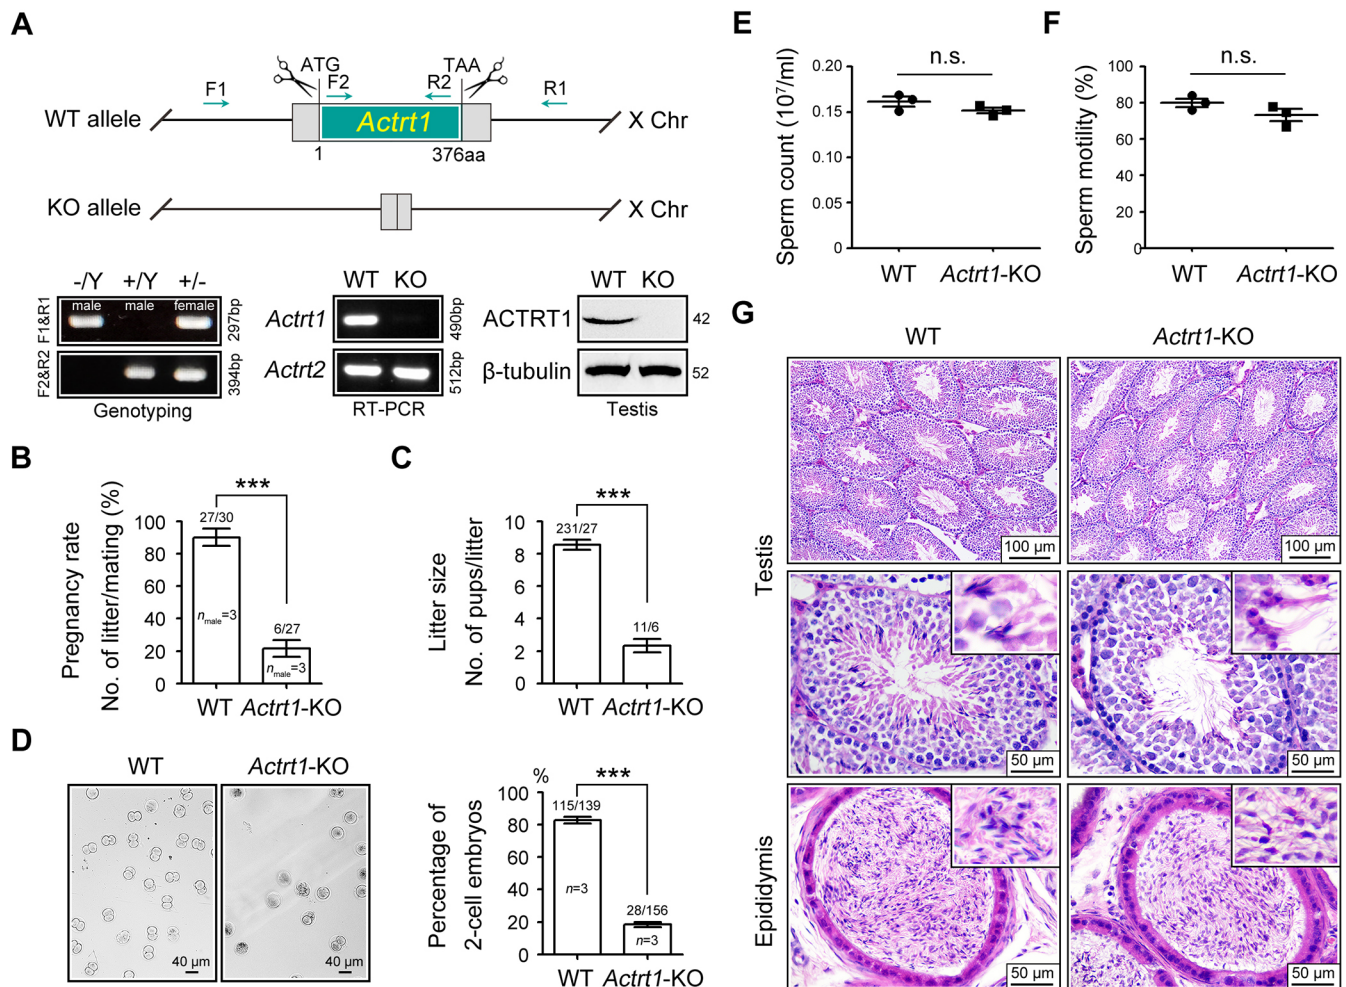 A
ATG
TAA
F1
F2
R2
R1
WT allele
Actrt1
X Chr
1
376aa
KO allele
X Chr
-/Y
+/Y
+/-
F1&R1
male
male
female
297bp
F2&R2
394bp
Genotyping
WT
KO
Actrt1
490bp
Actrt2
512bp
RT-PCR
WT
KO
ACTRT1
42
β-tubulin
52
Testis
B
Pregnancy rate
No. of litter/mating (%)
100
80
60
40
20
0
27/30
***
nmale=3
6/27
nmale=3
WT
Actrt1-KO
C
Litter size
No. of pups/litter
10
8
6
4
2
0
231/27
***
11/6
WT
Actrt1-KO
D
WT
Actrt1-KO
40 µm
40 µm
Percentage of
2-cell embryos
%
100
80
60
40
20
0
115/139
***
n=3
28/156
n=3
WT
Actrt1-KO
E
Sperm count (10⁷/ml)
0.20
0.15
0.10
0.05
0
n.s.
WT
Actrt1-KO
F
Sperm motility (%)
100
80
60
40
20
0
n.s.
WT
Actrt1-KO
G
WT
Actrt1-KO
Testis
100 µm
100 µm
50 µm
50 µm
Epididymis
50 µm
50 µm